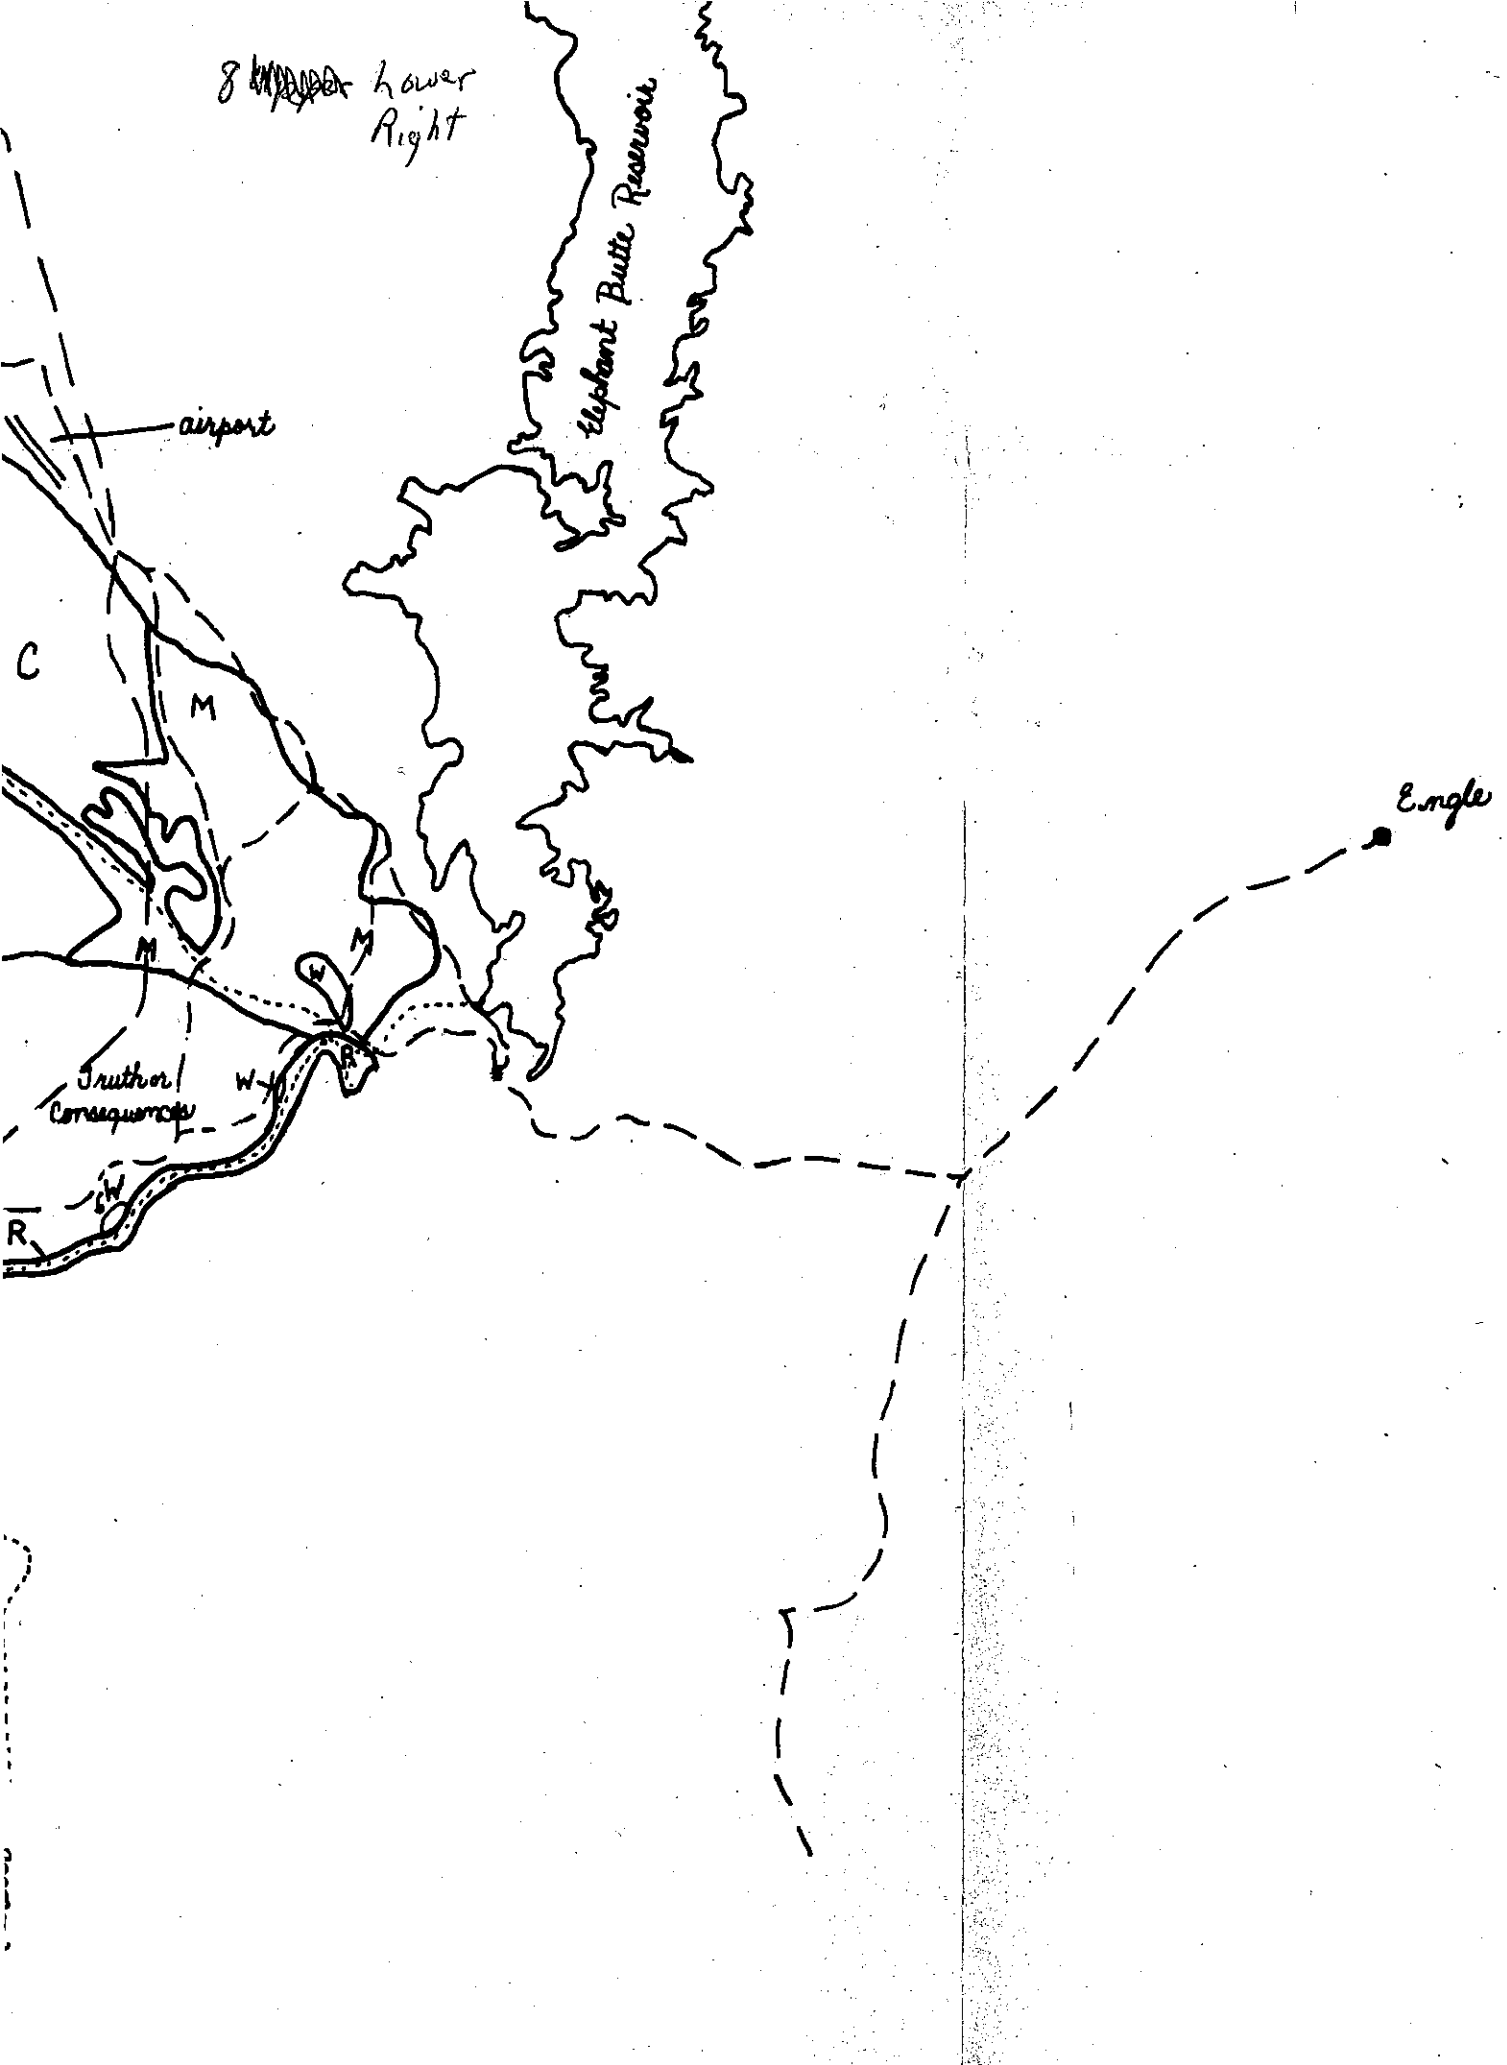 8 Lower
Right
Elephant Butte Reservoir
airport
C
M
Engle
M
M
W
R
W
Truth or
Consequences
W
R